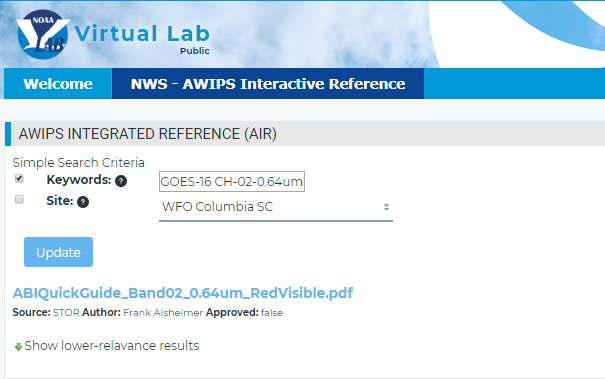 NOAA
VLAB
Virtual Lab
Public
Welcome
NWS - AWIPS Interactive Reference
AWIPS INTEGRATED REFERENCE (AIR)
Simple Search Criteria
Keywords: ? GOES-16 CH-02-0.64um
Site: ? WFO Columbia SC
Update
ABIQuickGuide_Band02_0.64um_RedVisible.pdf
Source: STOR Author: Frank Alsheimer Approved: false
Show lower-relavance results